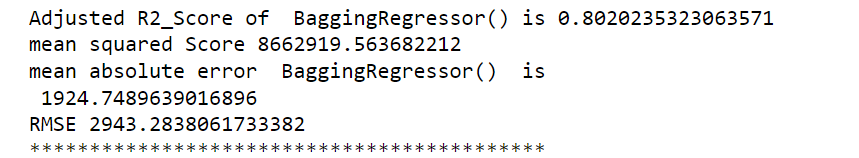 Adjusted R2_Score of  BaggingRegressor() is 0.8020235323063571
mean squared Score 8662919.563682212
mean absolute error  BaggingRegressor()  is
 1924.7489639016896
RMSE 2943.2838061733382
*******************************************